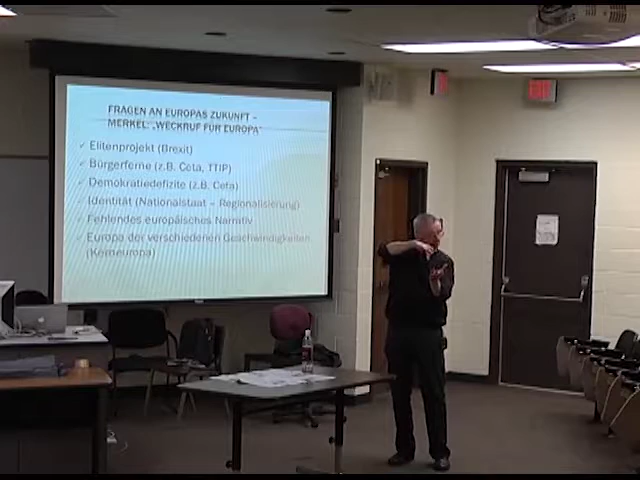 FRAGEN AN EUROPAS ZUKUNFT –
MERKEL „WECKRUF FÜR EUROPA"
✓ Elitenprojekt (Brexit)
✓ Bürgerferne (z.B. Ceta, TTIP)
✓ Demokratiedefizite (z.B. Ceta)
✓ Identität (Nationalstaat – Regionalisierung)
✓ Fehlendes europäisches Narrativ
✓ Europa der verschiedenen Geschwindigkeiten
(Kerneuropa)
EXIT